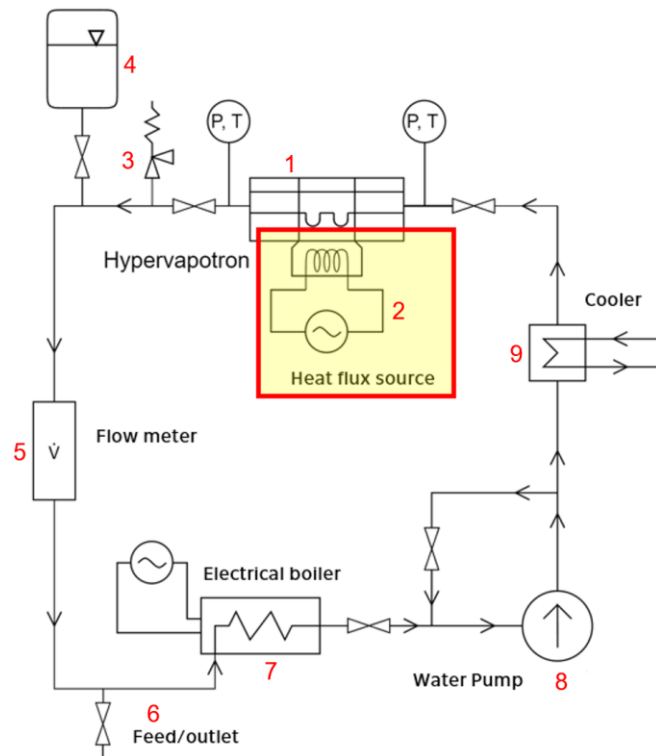 4
3
P, T
P, T
1
Hypervapotron
2
Heat flux source
Cooler
9
Flow meter
5
V̇
Electrical boiler
7
Water Pump
8
6
Feed/outlet